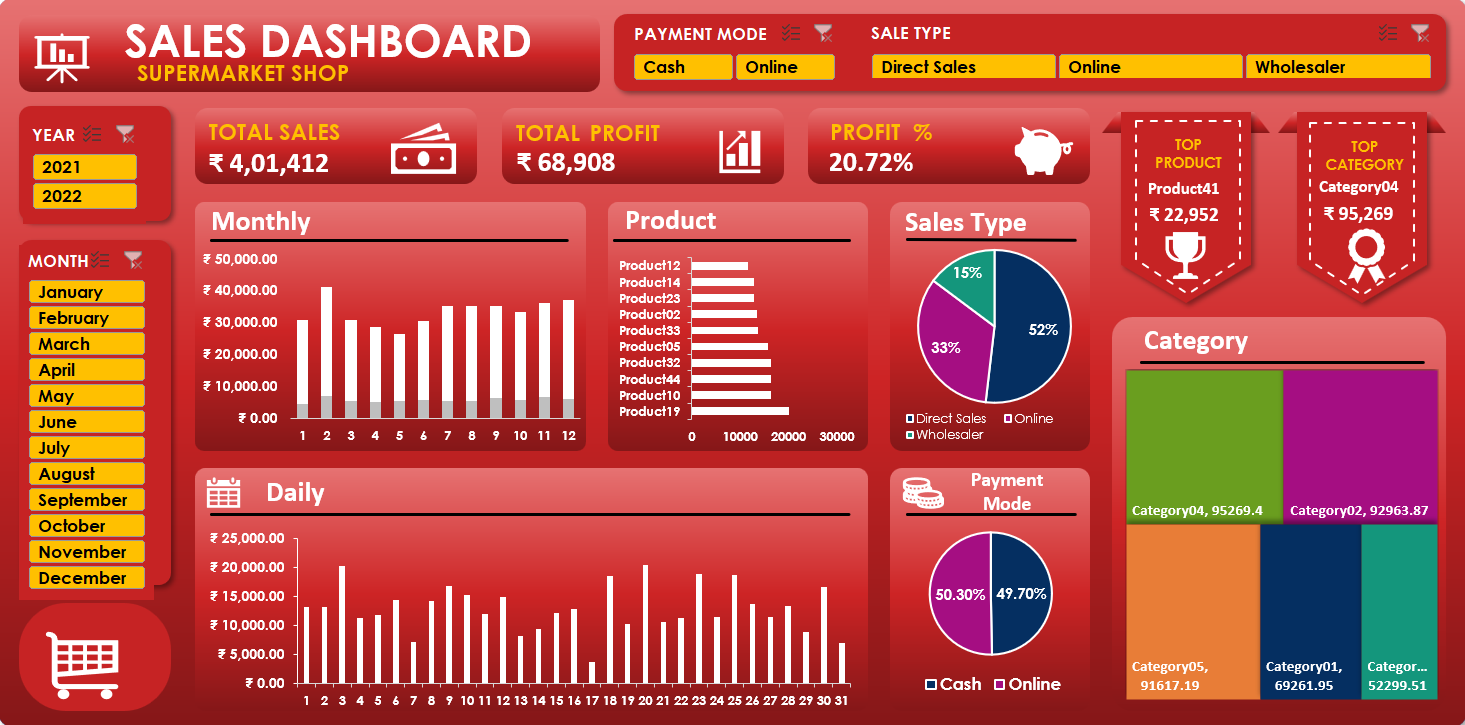 SALES DASHBOARD
SUPERMARKET SHOP
PAYMENT MODE
Cash
Online
SALE TYPE
Direct Sales
Online
Wholesaler
YEAR
2021
2022
MONTH
January
February
March
April
May
June
July
August
September
October
November
December
TOTAL SALES
₹ 4,01,412
TOTAL PROFIT
₹ 68,908
PROFIT %
20.72%
TOP
PRODUCT
Product41
₹ 22,952
TOP
CATEGORY
Category04
₹ 95,269
Monthly
₹ 50,000.00
₹ 40,000.00
₹ 30,000.00
₹ 20,000.00
₹ 10,000.00
₹ 0.00
1 2 3 4 5 6 7 8 9 10 11 12
Product
Product12
Product14
Product23
Product02
Product33
Product05
Product32
Product44
Product10
Product19
0 10000 20000 30000
Sales Type
15%
52%
33%
Direct Sales Online
Wholesaler
Category
Category04, 95269.4
Category02, 92963.87
Category05,
91617.19
Category01,
69261.95
Categor...
52299.51
Daily
₹ 25,000.00
₹ 20,000.00
₹ 15,000.00
₹ 10,000.00
₹ 5,000.00
₹ 0.00
1 2 3 4 5 6 7 8 9 10 11 12 13 14 15 16 17 18 19 20 21 22 23 24 25 26 27 28 29 30 31
Payment
Mode
50.30% 49.70%
Cash Online